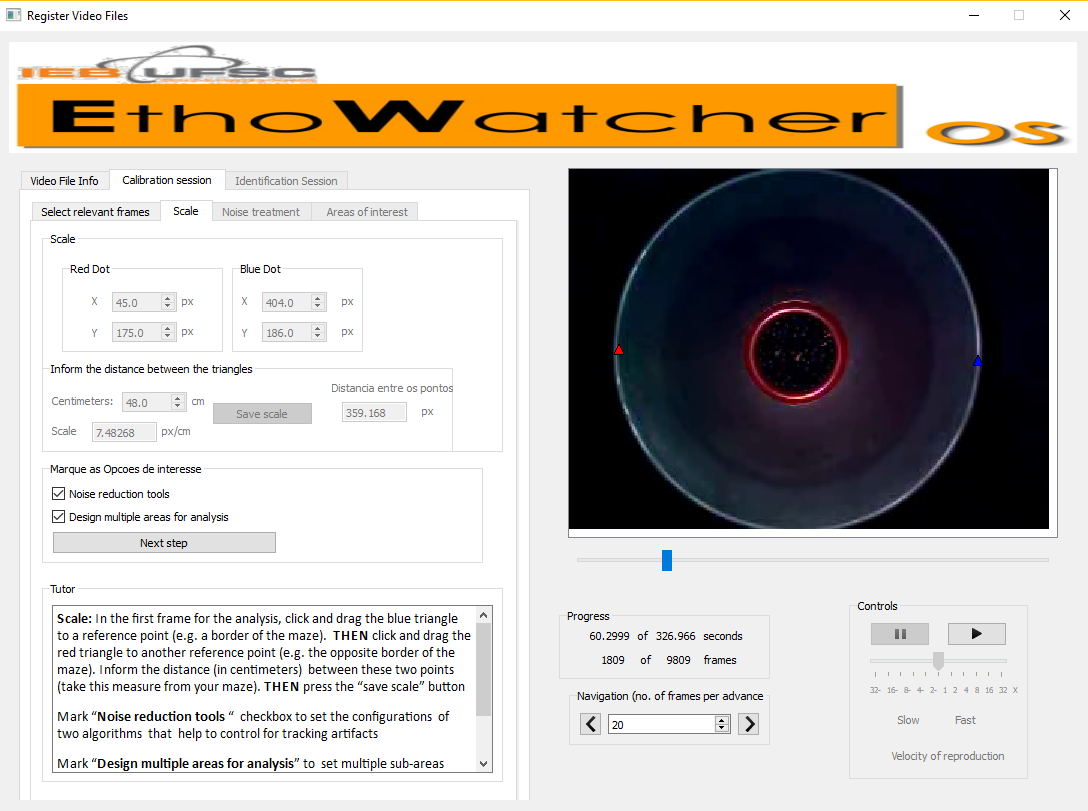 Register Video Files
IEB UFSC
EthoWatcher OS
Video File Info
Calibration session
Identification Session
Select relevant frames
Scale
Noise treatment
Areas of interest
Scale
Red Dot
X 45.0 px
Y 175.0 px
Blue Dot
X 404.0 px
Y 186.0 px
Inform the distance between the triangles
Centimeters: 48.0 cm
Save scale
Distancia entre os pontos
359.168 px
Scale 7.48268 px/cm
Marque as Opcoes de interesse
Noise reduction tools
Design multiple areas for analysis
Next step
Tutor
Scale: In the first frame for the analysis, click and drag the blue triangle
to a reference point (e.g. a border of the maze). THEN click and drag the
red triangle to another reference point (e.g. the opposite border of the
maze). Inform the distance (in centimeters) between these two points
(take this measure from your maze). THEN press the “save scale” button
Mark “Noise reduction tools “ checkbox to set the configurations of
two algorithms that help to control for tracking artifacts
Mark “Design multiple areas for analysis” to set multiple sub-areas
Progress
60.2999 of 326.966 seconds
1809 of 9809 frames
Navigation (no. of frames per advance
20
Controls
32- 16- 8- 4- 2- 1 2 4 8 16 32 X
Slow Fast
Velocity of reproduction